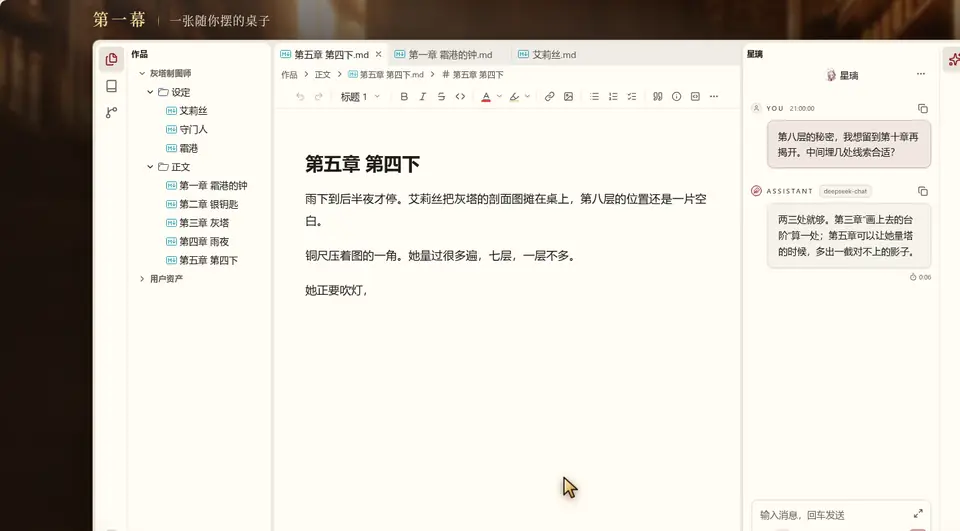 第一幕 一张随你摆的桌子
作品
灰塔制图师
设定
艾莉丝
守门人
霜港
正文
第一章 霜港的钟
第二章 银钥匙
第三章 灰塔
第四章 雨夜
第五章 第四下
用户资产
第五章 第四下.md
第一章 霜港的钟.md
艾莉丝.md
作品 正文 第五章 第四下.md # 第五章 第四下
标题 1
第五章 第四下
雨下到后半夜才停。艾莉丝把灰塔的剖面图摊在桌上，第八层的位置还是一片空
白。
铜尺压着图的一角。她量过很多遍，七层，一层不多。
她正要吹灯，
星璃
星璃
YOU 21:00:00
第八层的秘密，我想留到第十章再
揭开。中间埋几处线索合适？
ASSISTANT deepseek-chat
两三处就够。第三章“画上去的台
阶”算一处；第五章可以让她量塔
的时候，多出一截对不上的影子。
0:06
输入消息，回车发送